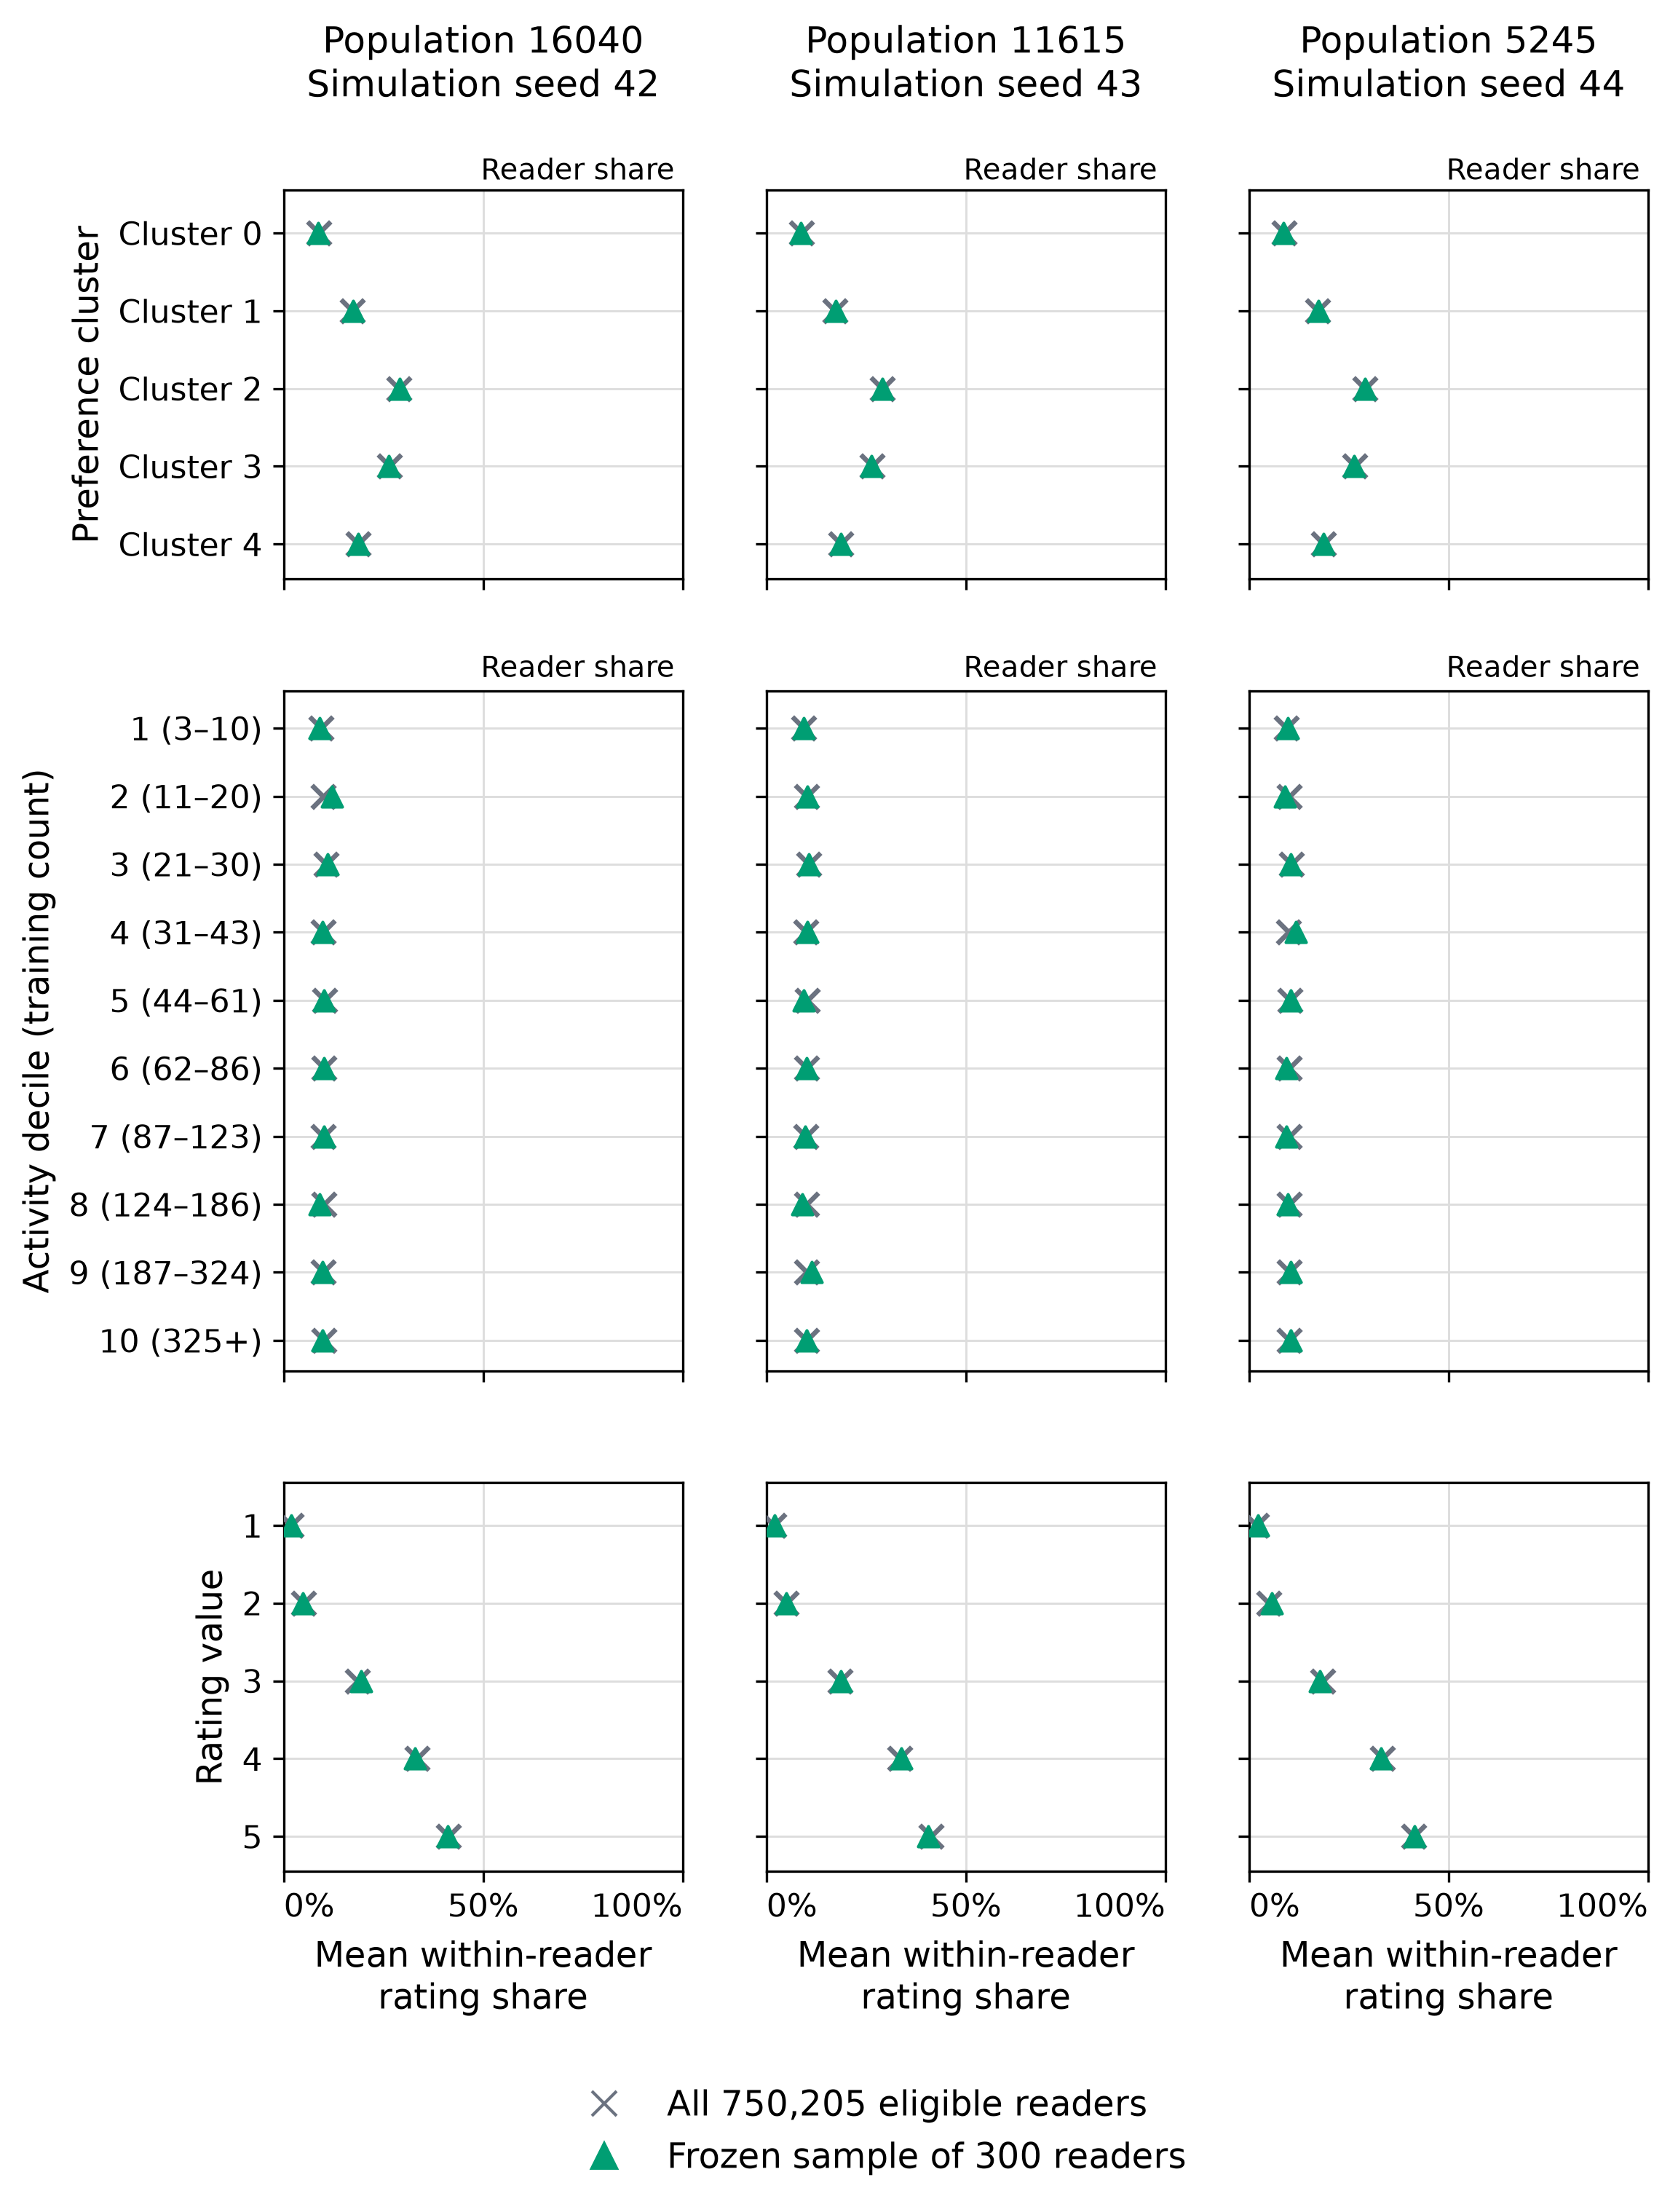 Population 16040
Simulation seed 42
Population 11615
Simulation seed 43
Population 5245
Simulation seed 44
Reader share
Reader share
Reader share
Preference cluster
Cluster 0
Cluster 1
Cluster 2
Cluster 3
Cluster 4
Reader share
Reader share
Reader share
Activity decile (training count)
1 (3–10)
2 (11–20)
3 (21–30)
4 (31–43)
5 (44–61)
6 (62–86)
7 (87–123)
8 (124–186)
9 (187–324)
10 (325+)
Rating value
1
2
3
4
5
0% 50% 100%
0% 50% 100%
0% 50% 100%
Mean within-reader
rating share
Mean within-reader
rating share
Mean within-reader
rating share
All 750,205 eligible readers
Frozen sample of 300 readers